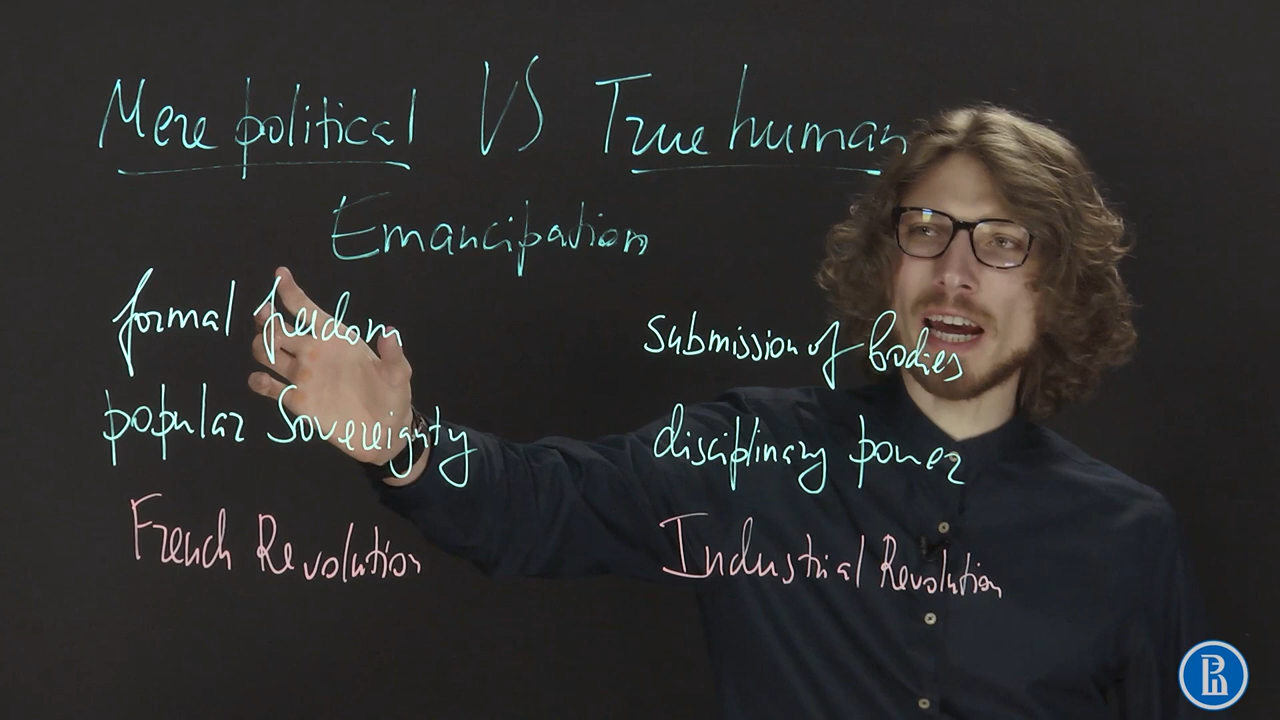 Mere political VS True human
Emancipation
formal freedom
popular Sovereignty
French Revolution
submission of bodies
disciplinary power
Industrial Revolution